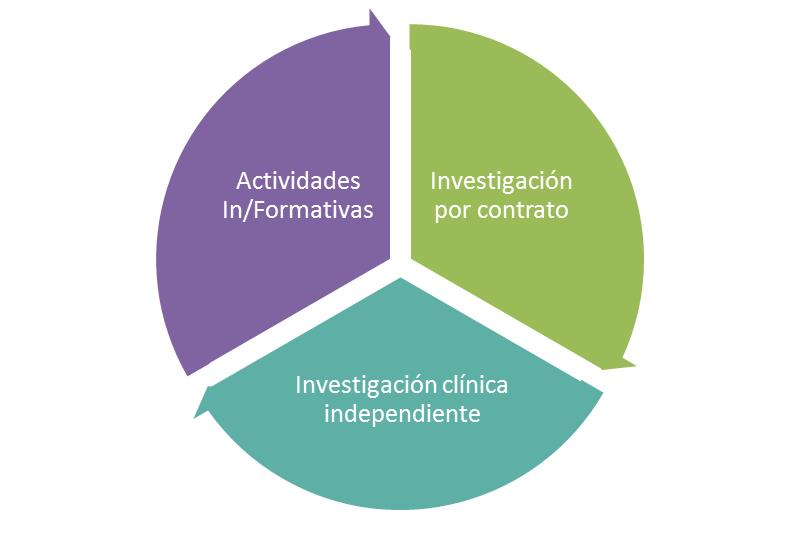 Actividades
In/Formativas
Investigación
por contrato
Investigación clínica
independiente